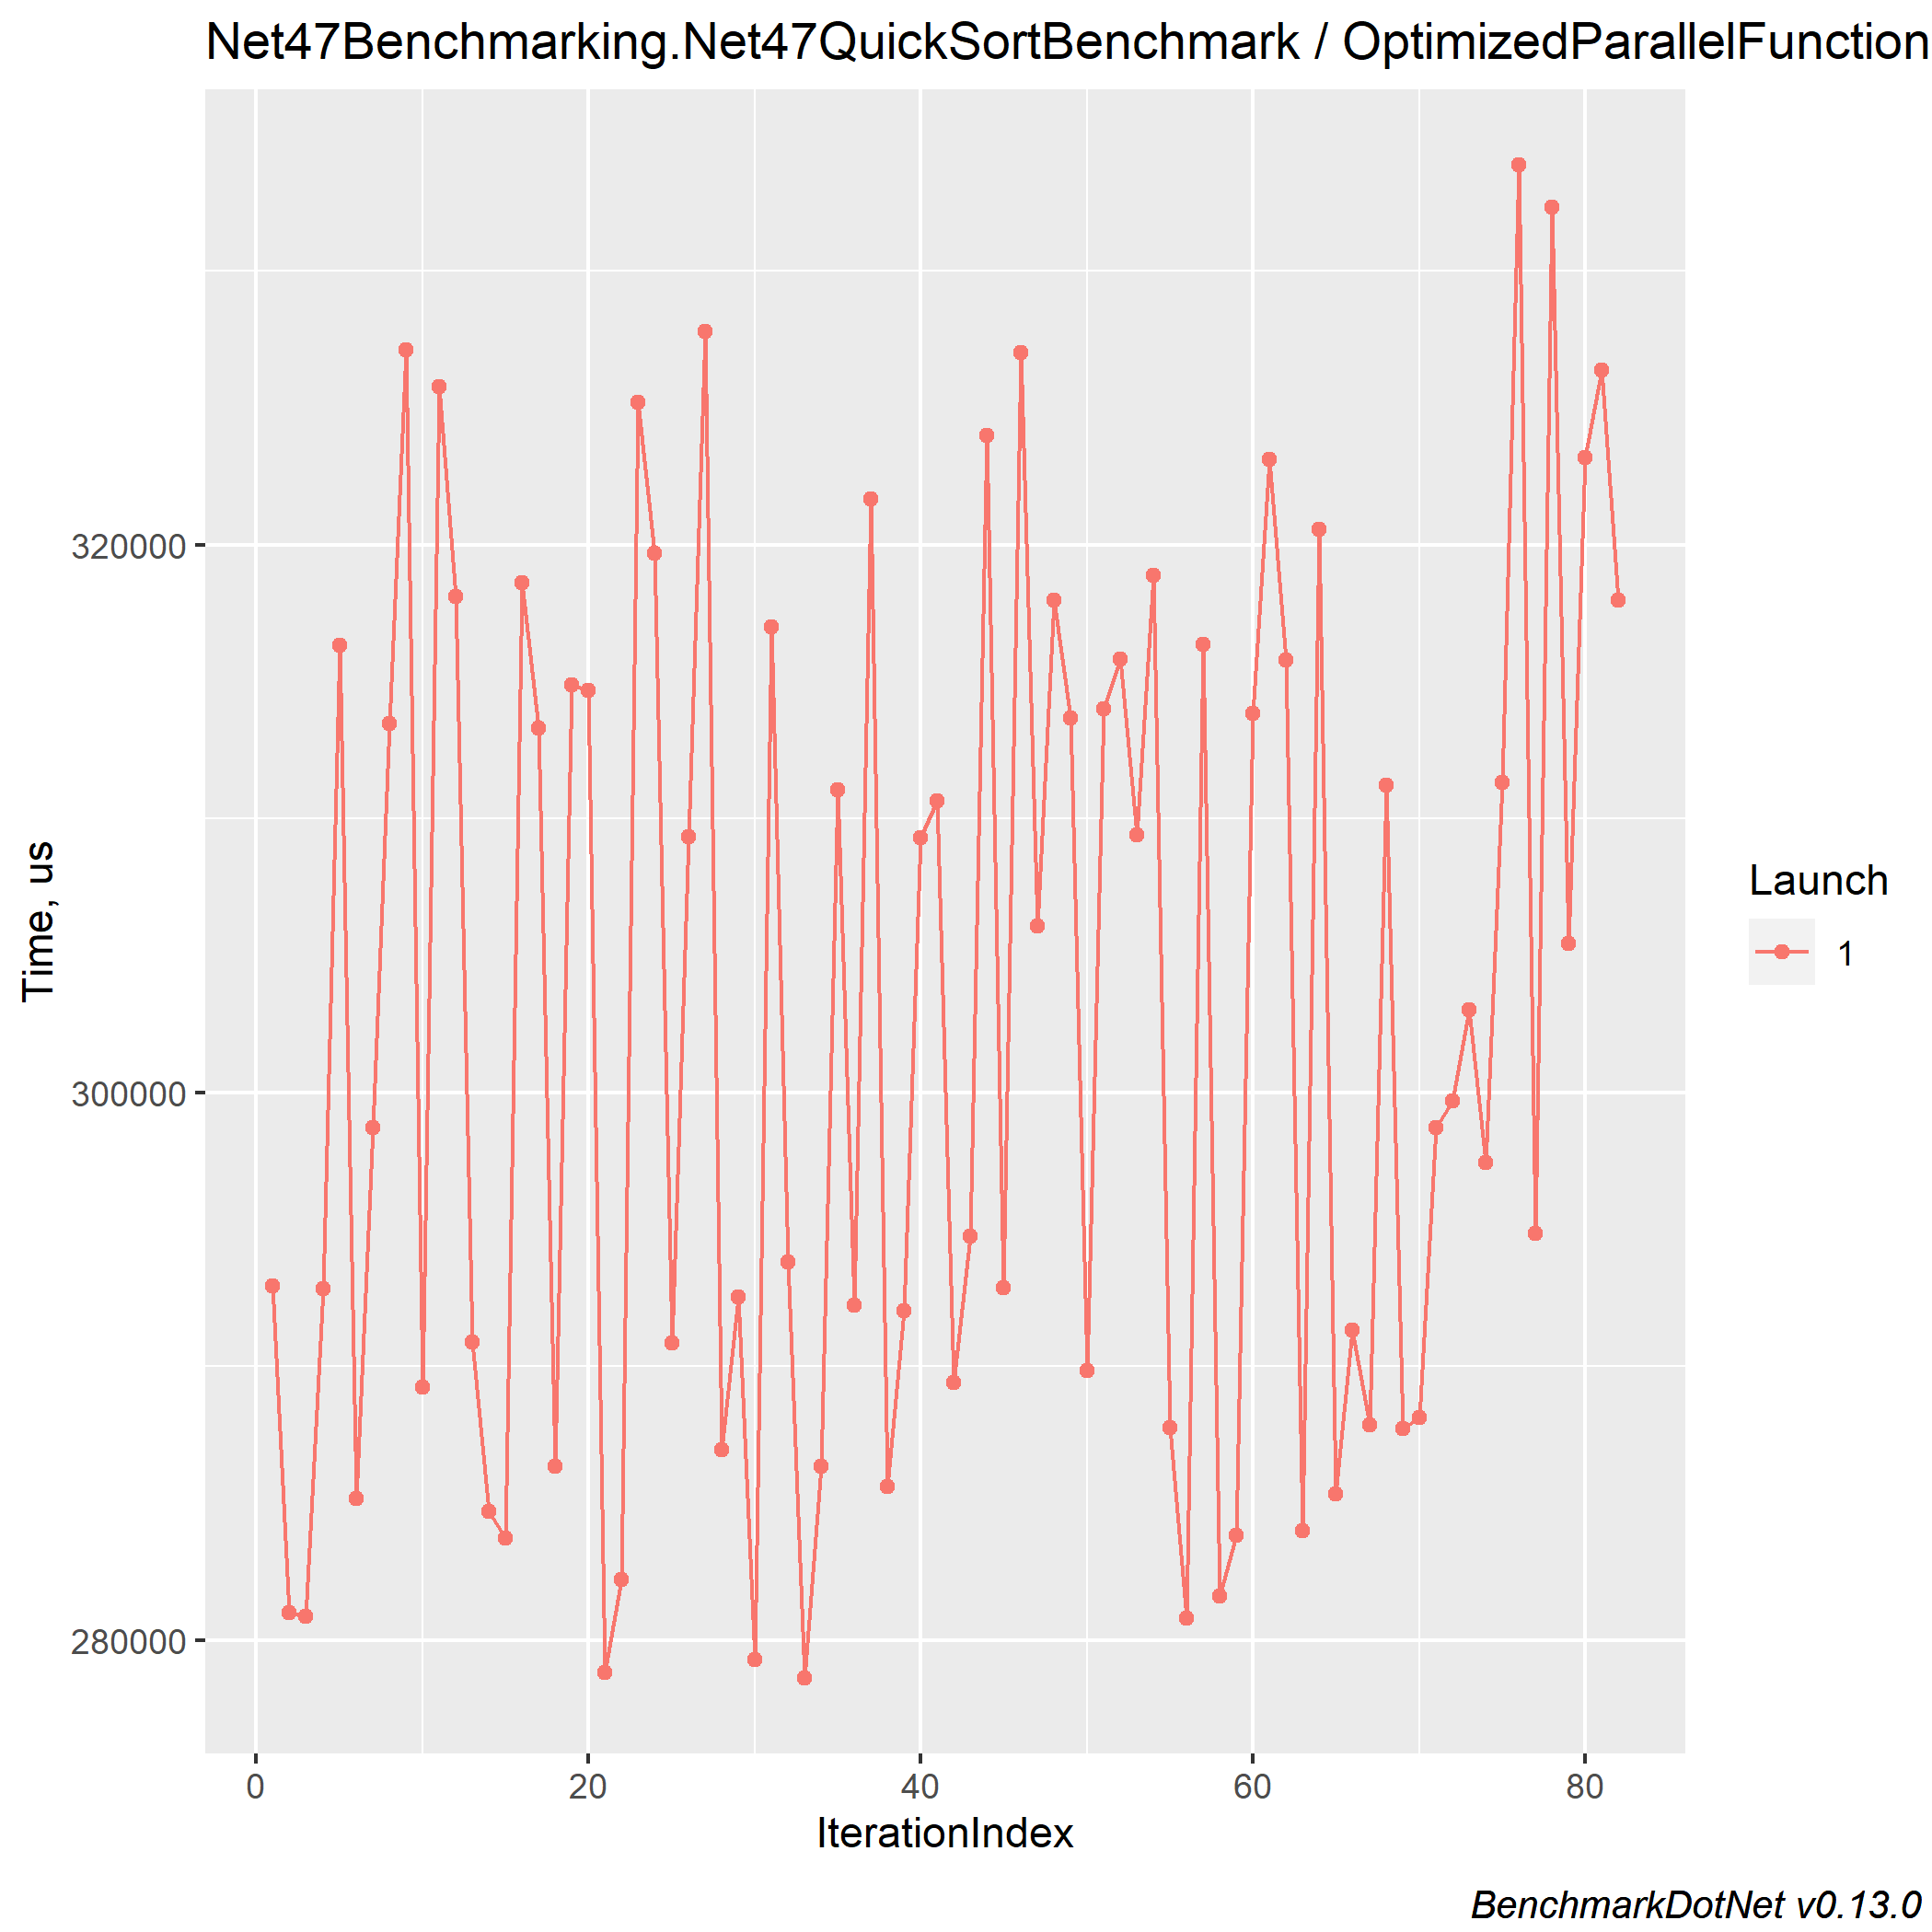 Net47Benchmarking.Net47QuickSortBenchmark / OptimizedParallelFunction
Time, us
320000
300000
280000
0 20 40 60 80
IterationIndex
Launch
1
BenchmarkDotNet v0.13.0